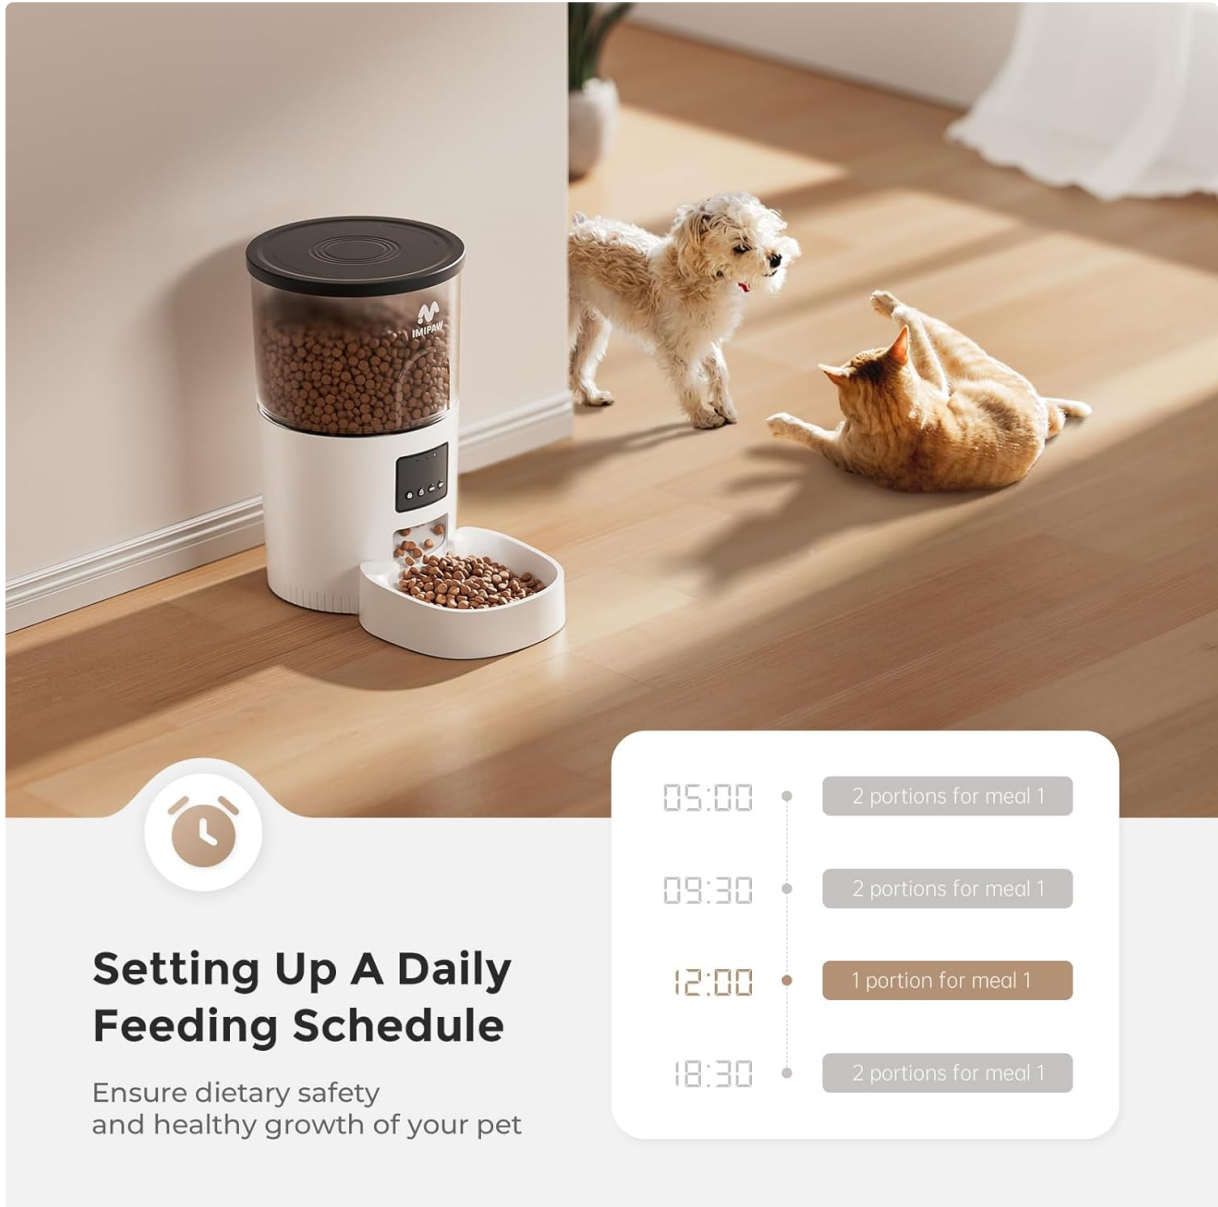 IMIPAW
05:00
2 portions for meal 1
09:30
2 portions for meal 1
12:00
1 portion for meal 1
18:30
2 portions for meal 1
Setting Up A Daily
Feeding Schedule
Ensure dietary safety
and healthy growth of your pet